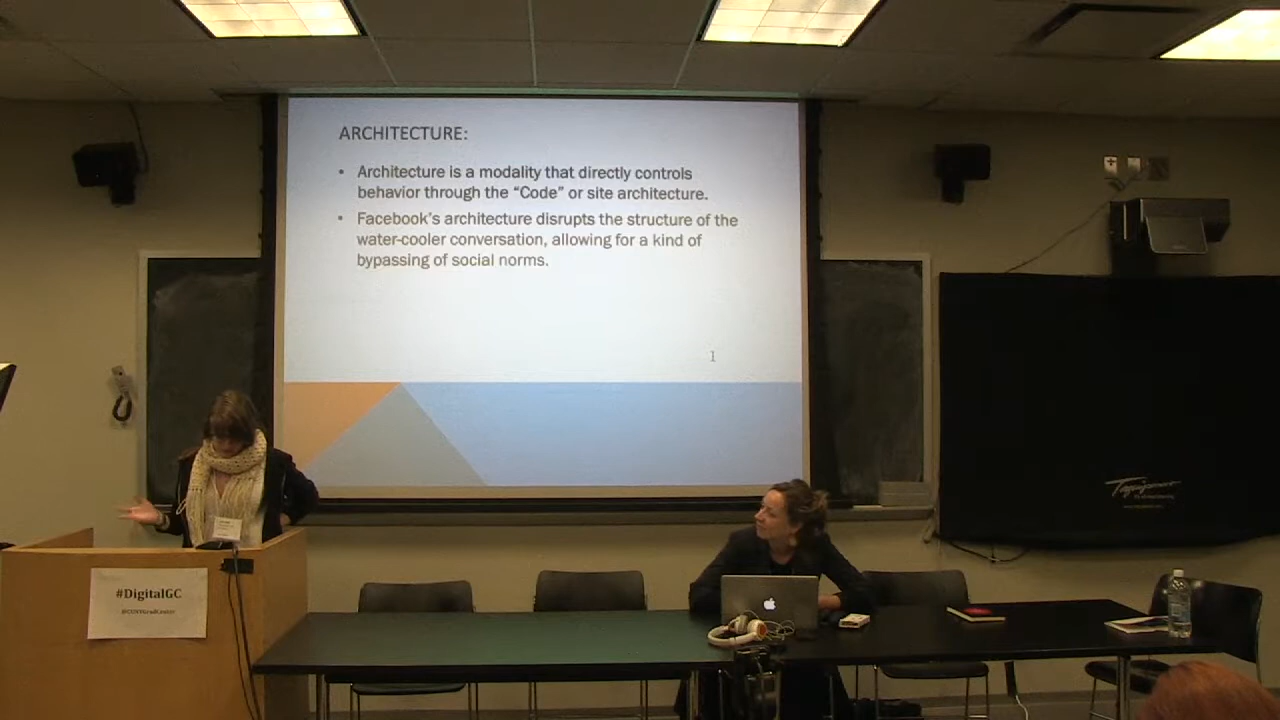 ARCHITECTURE:
• Architecture is a modality that directly controls
behavior through the “Code” or site architecture.
• Facebook’s architecture disrupts the structure of the
water-cooler conversation, allowing for a kind of
bypassing of social norms.
#DigitalGC